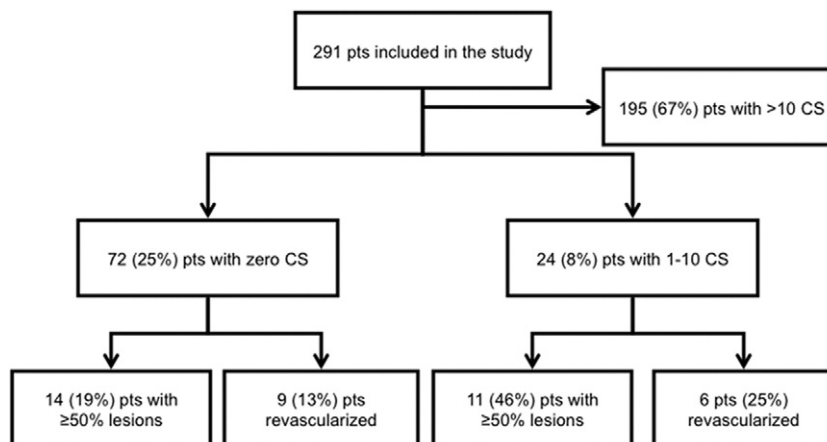 291 pts included in the study
195 (67%) pts with >10 CS
72 (25%) pts with zero CS
24 (8%) pts with 1-10 CS
14 (19%) pts with
≥50% lesions
9 (13%) pts
revascularized
11 (46%) pts with
≥50% lesions
6 pts (25%)
revascularized